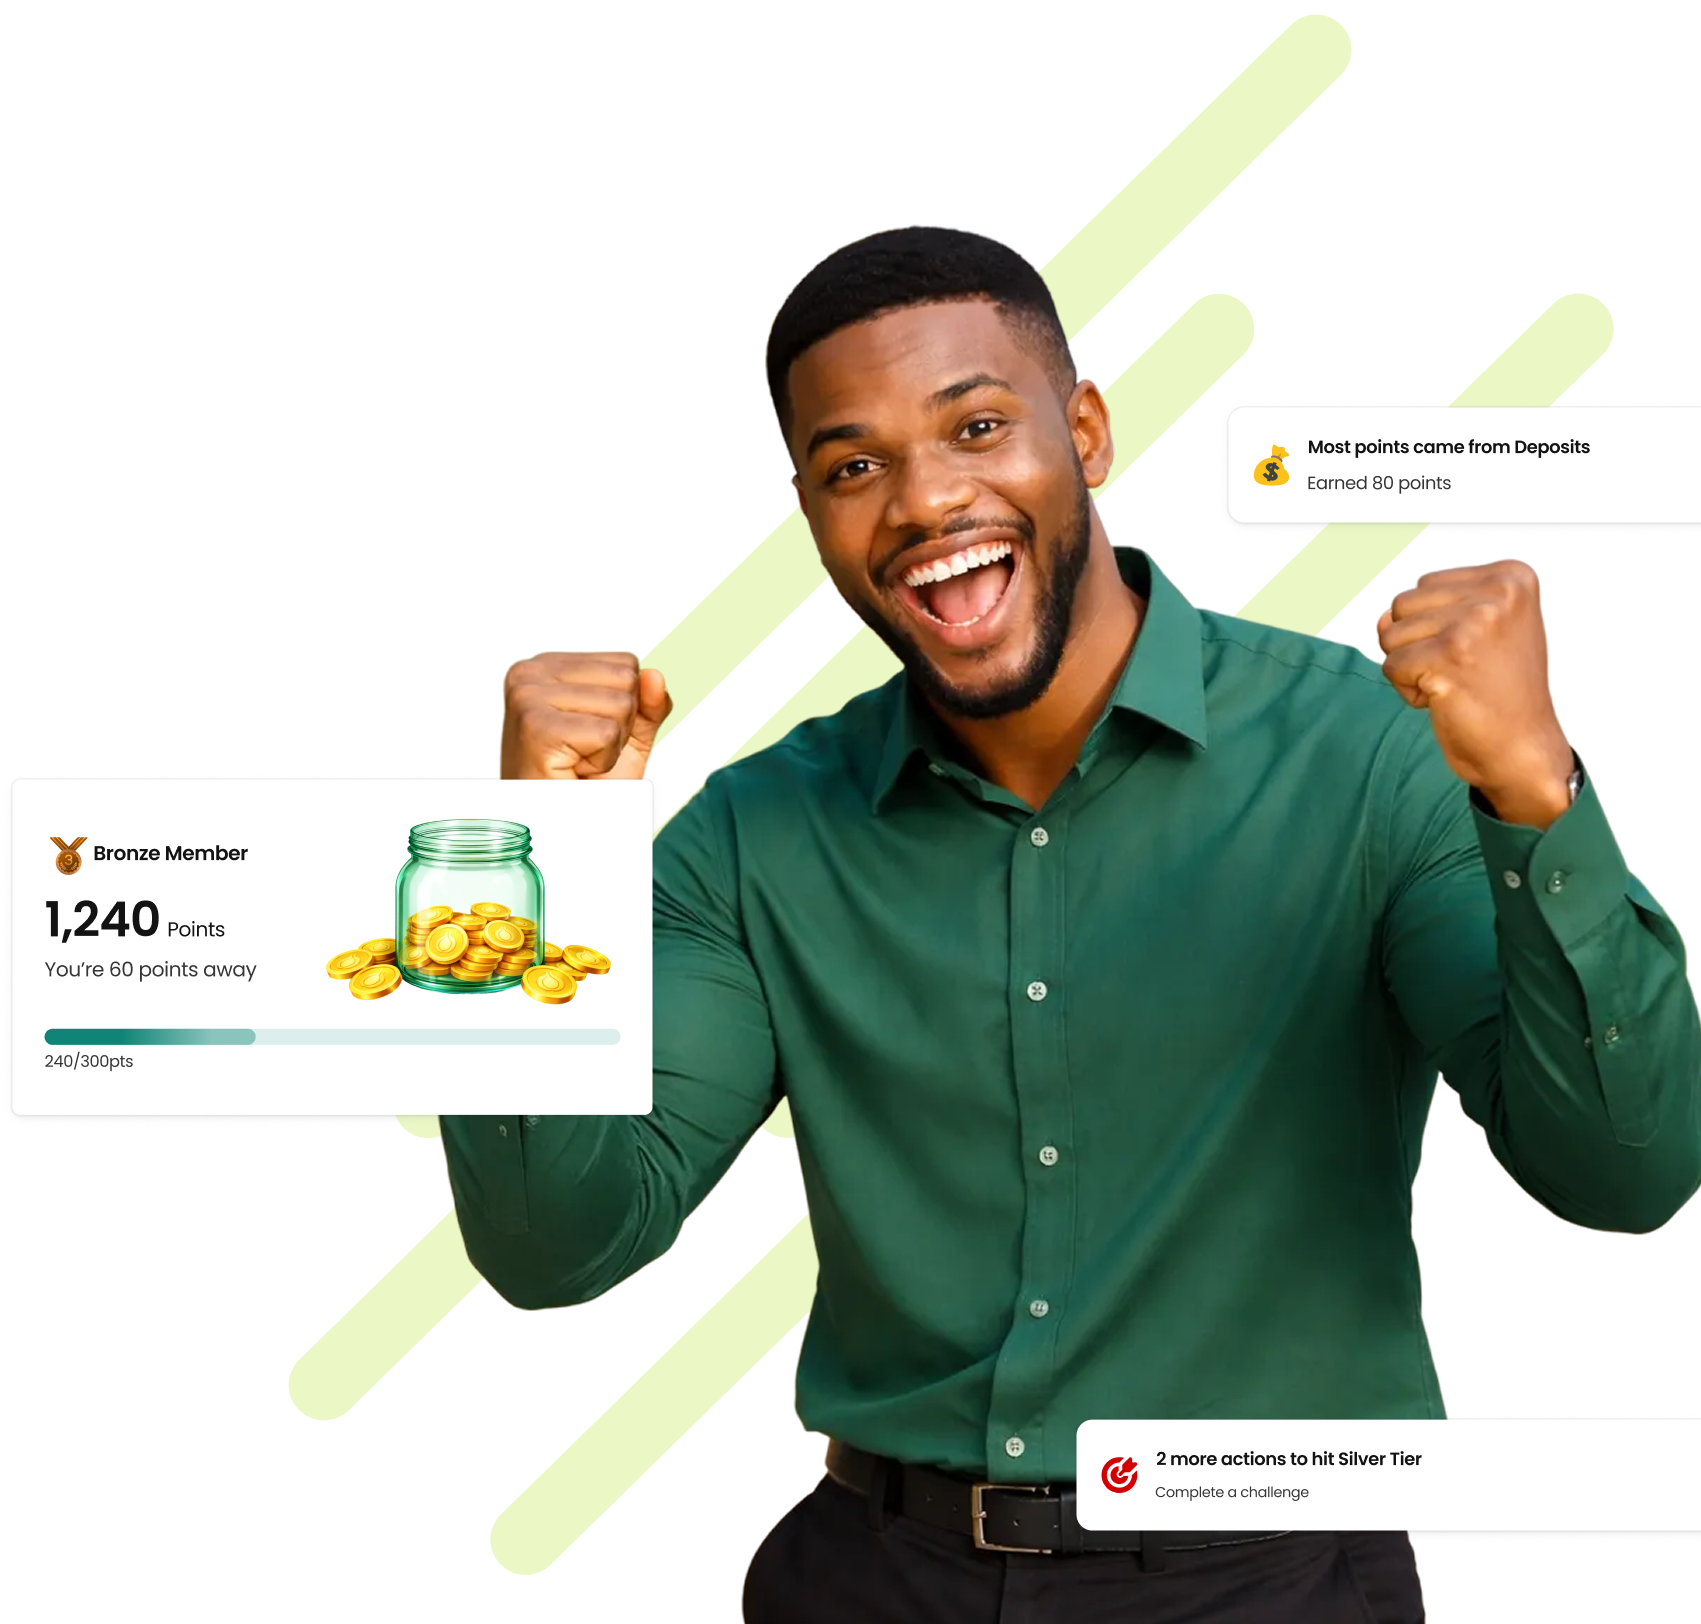 Most points came from Deposits
Earned 80 points
3
Bronze Member
1,240 Points
You're 60 points away
240/300pts
2 more actions to hit Silver Tier
Complete a challenge